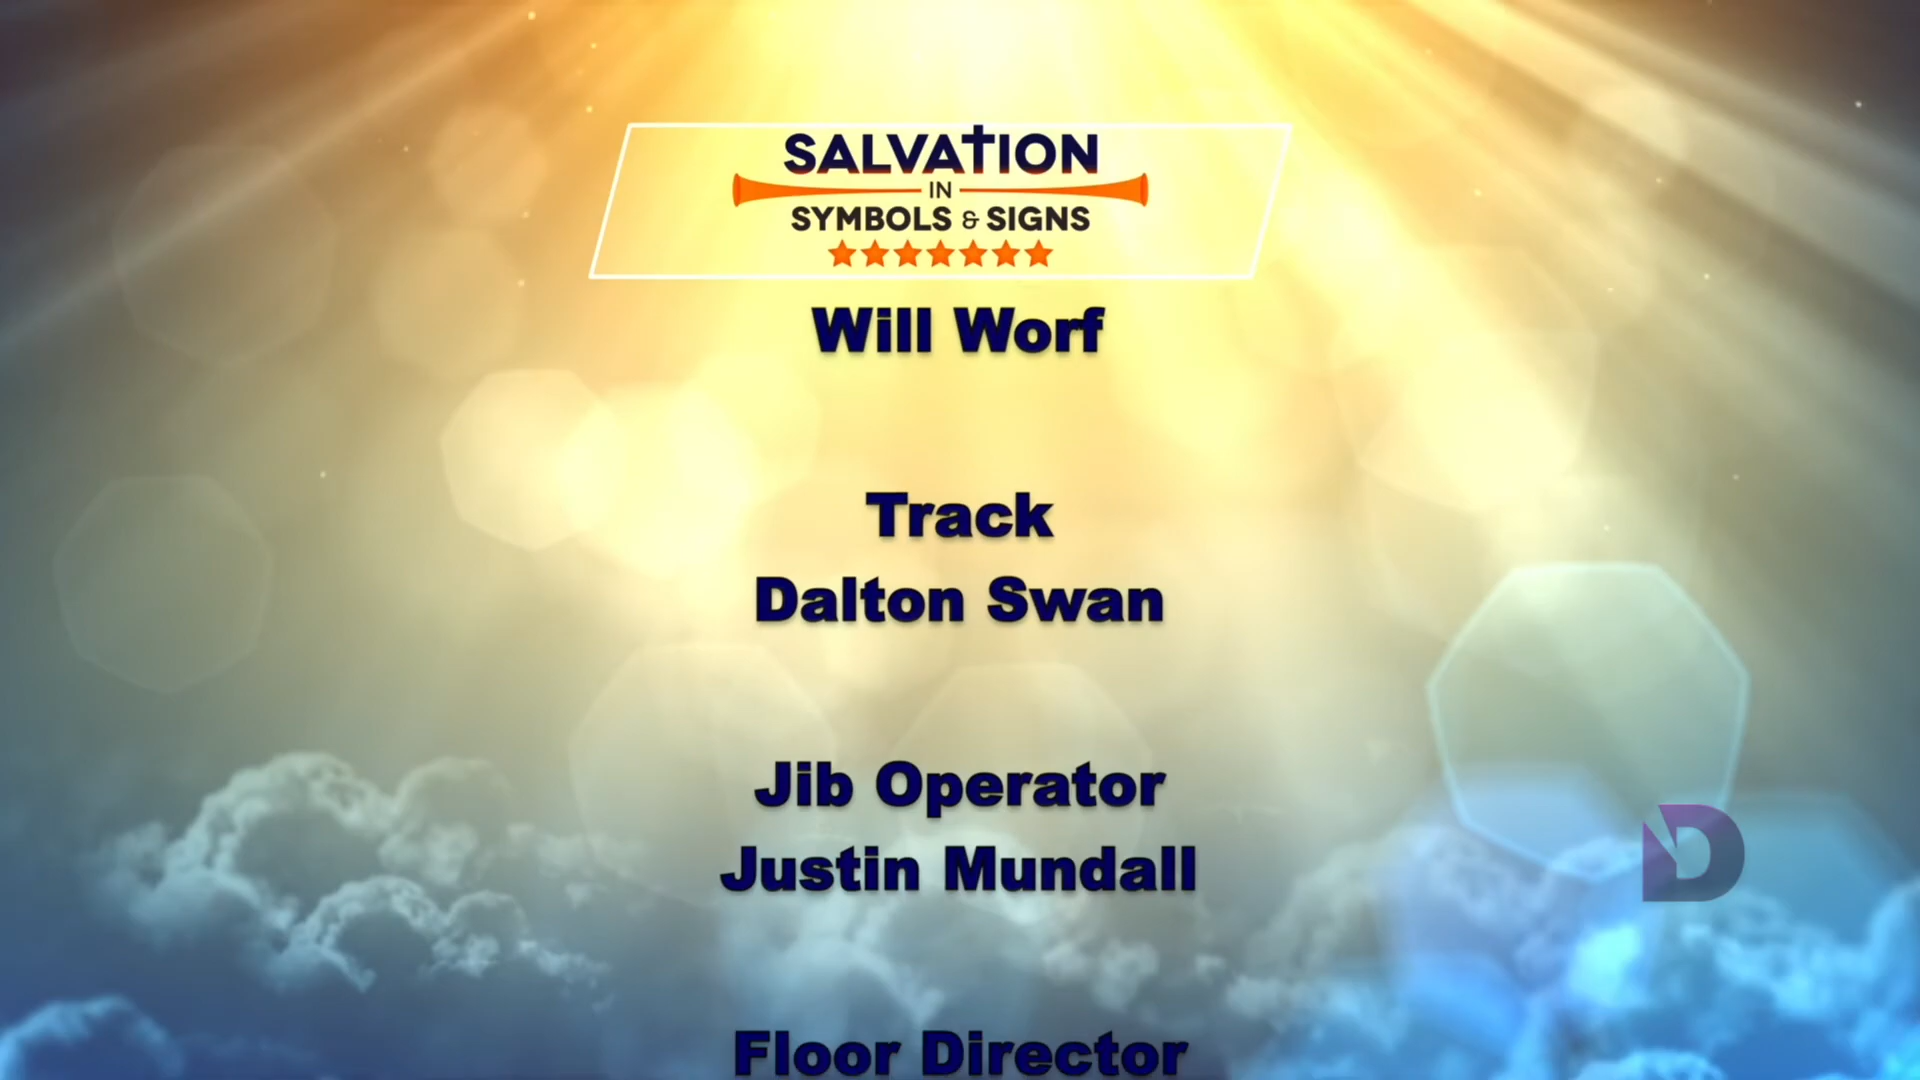 SALVATION
IN
SYMBOLS & SIGNS
Will Worf
Track
Dalton Swan
Jib Operator
Justin Mundall
D
Floor Director